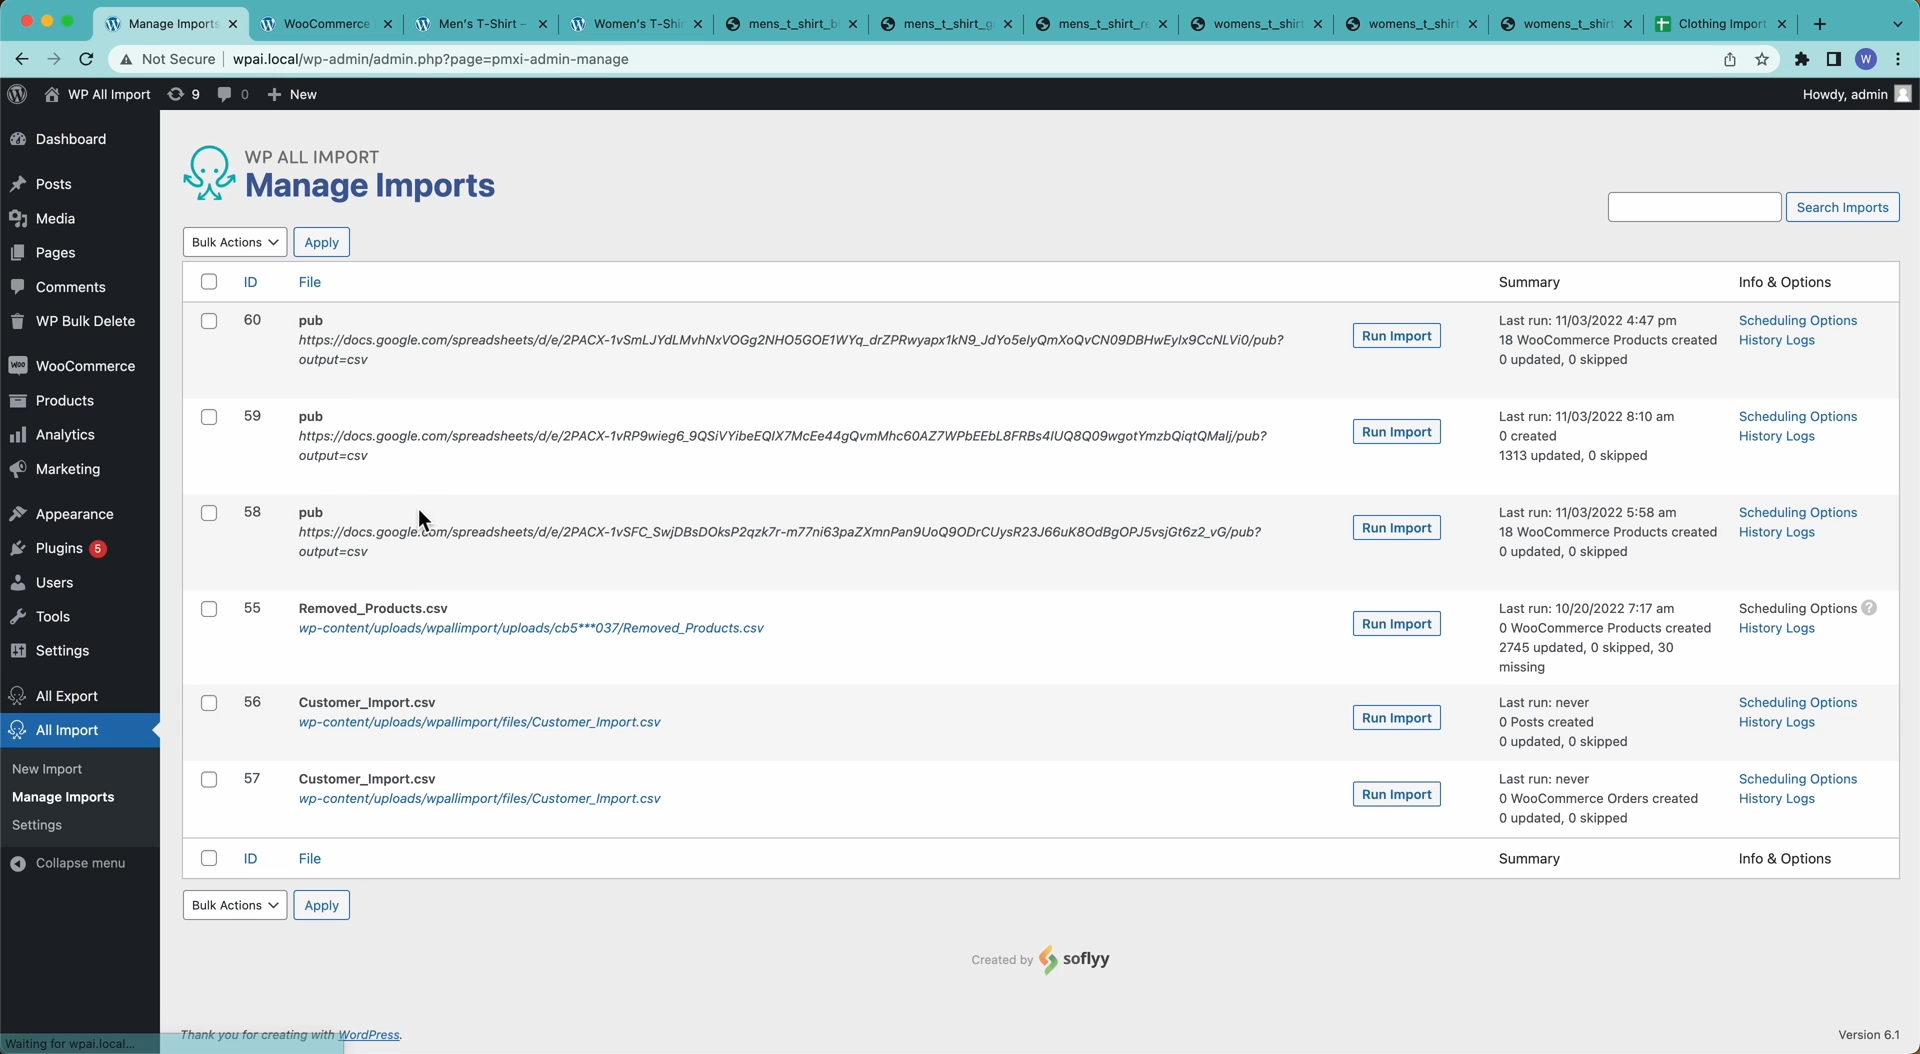 Manage Imports
WooCommerce
Men's T-Shirt –
Women's T-Shi
mens_t_shirt_b
mens_t_shirt_g
mens_t_shirt_re
womens_t_shirt
womens_t_shirt
womens_t_shirt
Clothing Import
Not Secure
wpai.local/wp-admin/admin.php?page=pmxi-admin-manage
W
WP All Import
9
0
New
Howdy, admin
Dashboard
Posts
Media
Pages
Comments
WP Bulk Delete
WooCommerce
Products
Analytics
Marketing
Appearance
Plugins 5
Users
Tools
Settings
All Export
All Import
New Import
Manage Imports
Settings
Collapse menu
Waiting for wpai.local...
WP ALL IMPORT
Manage Imports
Search Imports
Bulk Actions
Apply
ID File Summary Info & Options
60
pub
https://docs.google.com/spreadsheets/d/e/2PACX-1vSmLJYdLMvhNxVOGg2NHO5GOE1WYq_drZPRwyapx1kN9_JdYo5elyQmXoQvCN09DBHwEyIx9CcNLVi0/pub?
output=csv
Run Import
Last run: 11/03/2022 4:47 pm
18 WooCommerce Products created
0 updated, 0 skipped
Scheduling Options
History Logs
59
pub
https://docs.google.com/spreadsheets/d/e/2PACX-1vRP9wieg6_9QSiVYibeEQIX7McEe44gQvmMhc60AZ7WPbEEbL8FRBs4IUQ8Q09wgotYmzbQiqtQMalj/pub?
output=csv
Run Import
Last run: 11/03/2022 8:10 am
0 created
1313 updated, 0 skipped
Scheduling Options
History Logs
58
pub
https://docs.google.com/spreadsheets/d/e/2PACX-1vSFC_SwjDBsDOksP2qzk7r-m77ni63paZXmnPan9UoQ9ODrCUysR23J66uK8OdBgOPJ5vsjGt6z2_vG/pub?
output=csv
Run Import
Last run: 11/03/2022 5:58 am
18 WooCommerce Products created
0 updated, 0 skipped
Scheduling Options
History Logs
55
Removed_Products.csv
wp-content/uploads/wpallimport/uploads/cb5***037/Removed_Products.csv
Run Import
Last run: 10/20/2022 7:17 am
0 WooCommerce Products created
2745 updated, 0 skipped, 30
missing
Scheduling Options ?
History Logs
56
Customer_Import.csv
wp-content/uploads/wpallimport/files/Customer_Import.csv
Run Import
Last run: never
0 Posts created
0 updated, 0 skipped
Scheduling Options
History Logs
57
Customer_Import.csv
wp-content/uploads/wpallimport/files/Customer_Import.csv
Run Import
Last run: never
0 WooCommerce Orders created
0 updated, 0 skipped
Scheduling Options
History Logs
ID File Summary Info & Options
Bulk Actions
Apply
Created by soflyy
Thank you for creating with WordPress.
Version 6.1